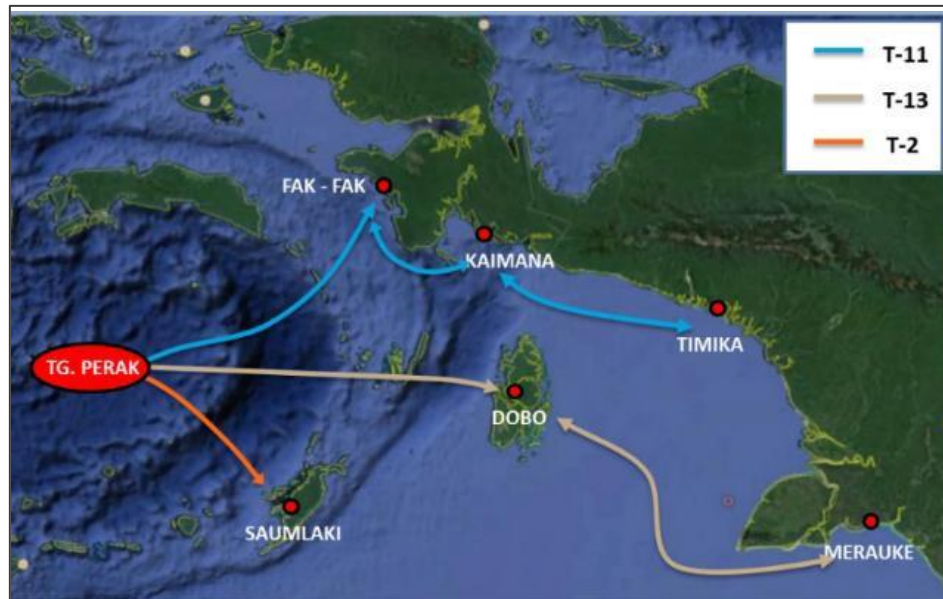 T-11
T-13
T-2
FAK - FAK
KAIMANA
TIMIKA
TG. PERAK
DOBO
SAUMLAKI
MERAUKE